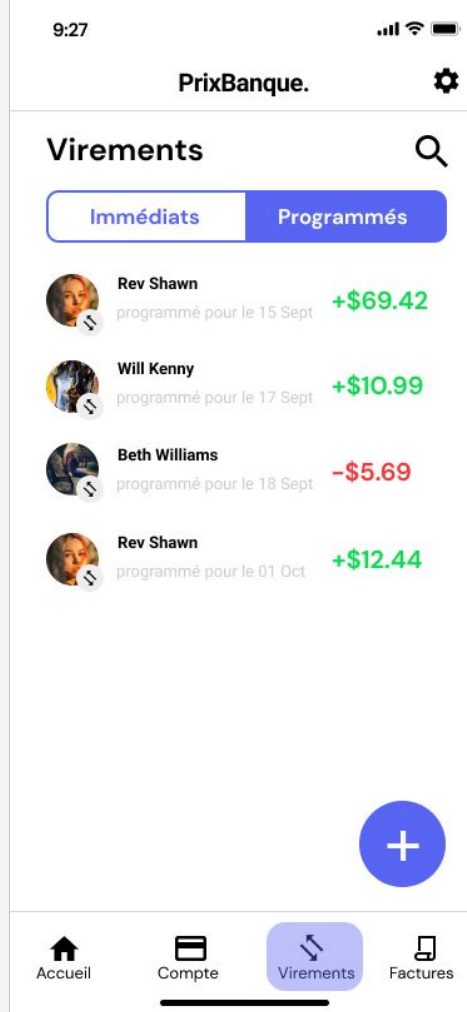 9:27
PrixBanque.
Virements
Immédiats Programmés
Rev Shawn
programmé pour le 15 Sept
+$69.42
Will Kenny
programmé pour le 17 Sept
+$10.99
Beth Williams
programmé pour le 18 Sept
-$5.69
Rev Shawn
programmé pour le 01 Oct
+$12.44
Accueil Compte Virements Factures